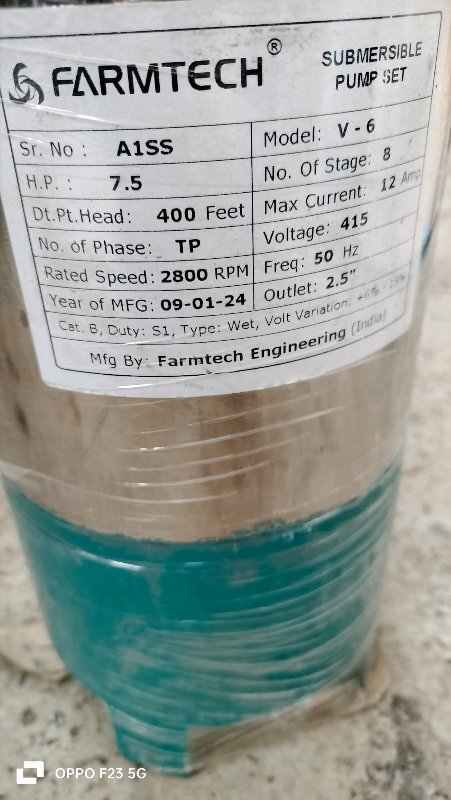 FARMTECH®
SUBMERSIBLE
PUMP SET
Sr. No : A1SS
H.P. : 7.5
Dt.Pt.Head: 400 Feet
No. of Phase: TP
Rated Speed: 2800 RPM
Year of MFG: 09-01-24
Model: V - 6
No. Of Stage: 8
Max Current: 12 Amp
Voltage: 415
Freq: 50 Hz
Outlet: 2.5”
Cat. B, Duty: S1, Type: Wet, Volt Variation:
Mfg By: Farmtech Engineering (India)
OPPO F23 5G